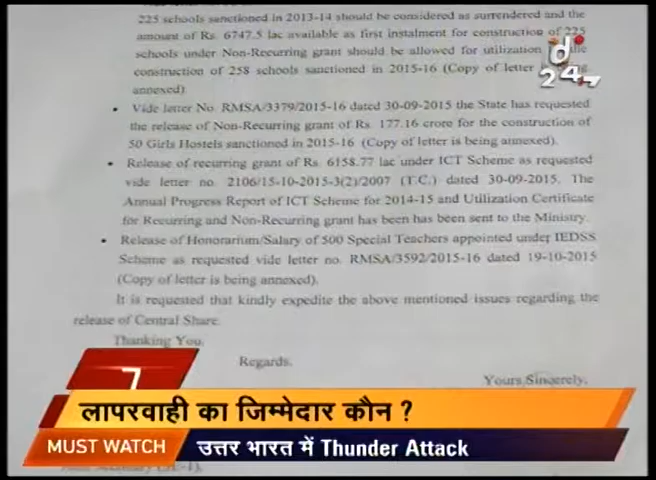 225 schools sanctioned in 2013-14 should be considered as surrendered and the
amount of Rs. 6747.5 lac available as first instalment for construction of 225
schools under Non-Recurring grant should be allowed for utilization the
construction of 258 schools sanctioned in 2015-16 (Copy of letter
annexed)
d
24x7
• Vide letter No. RMSA/3379/2015-16 dated 30-09-2015 the State has requested
the release of Non-Recurring grant of Rs. 177.16 crore for the construction of
50 Girls Hostels sanctioned in 2015-16 (Copy of letter is being annexed).
• Release of recurring grant of Rs. 6158.77 lac under ICT Scheme as requested
vide letter no. 2106/15-10-2015-3(2)/2007 (T.C.) dated 30-09-2015. The
Annual Progress Report of ICT Scheme for 2014-15 and Utilization Certificate
for Recurring and Non-Recurring grant has been has been sent to the Ministry.
• Release of Honorarium/Salary of 500 Special Teachers appointed under IEDSS
Scheme as requested vide letter no. RMSA/3592/2015-16 dated 19-10-2015
(Copy of letter is being annexed).
It is requested that kindly expedite the above mentioned issues regarding the
release of Central Share.
Thanking You.
Regards.
Yours Sincerely,
लापरवाही का जिम्मेदार कौन ?
MUST WATCH उत्तर भारत में Thunder Attack